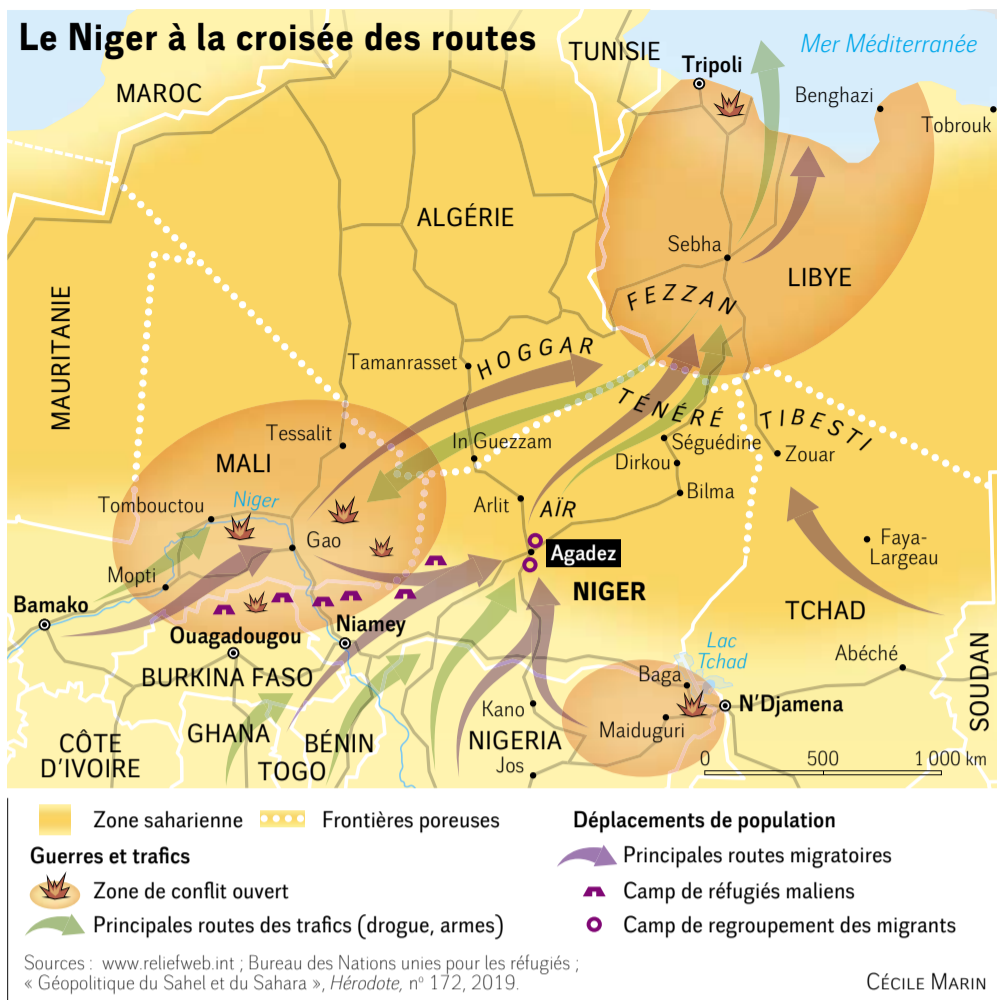 Le Niger à la croisée des routes
TUNISIE
Mer Méditerranée
Tripoli
MAROC
Benghazi
Tobrouk
ALGÉRIE
Sebha
LIBYE
FEZZAN
MAURITANIE
HOGGAR
Tamanrasset
TÉNÉRÉ
TIBESTI
Tessalit
In Guezzam
Séguédine
MALI
Dirkou
Zouar
Niger
Bilma
Tombouctou
Arlit
AÏR
Gao
Faya-
Largeau
Agadez
Mopti
NIGER
Bamako
TCHAD
Niamey
Ouagadougou
Lac
Tchad
Abéché
SOUDAN
BURKINA FASO
Baga
N'Djamena
Kano
Maiduguri
GHANA
BÉNIN
NIGERIA
CÔTE
D'IVOIRE
TOGO
Jos
0 500 1 000 km
Zone saharienne
Frontières poreuses
Guerres et trafics
Zone de conflit ouvert
Principales routes des trafics (drogue, armes)
Déplacements de population
Principales routes migratoires
Camp de réfugiés maliens
Camp de regroupement des migrants
Sources : www.reliefweb.int ; Bureau des Nations unies pour les réfugiés ;
« Géopolitique du Sahel et du Sahara », Hérodote, nº 172, 2019.
CÉCILE MARIN